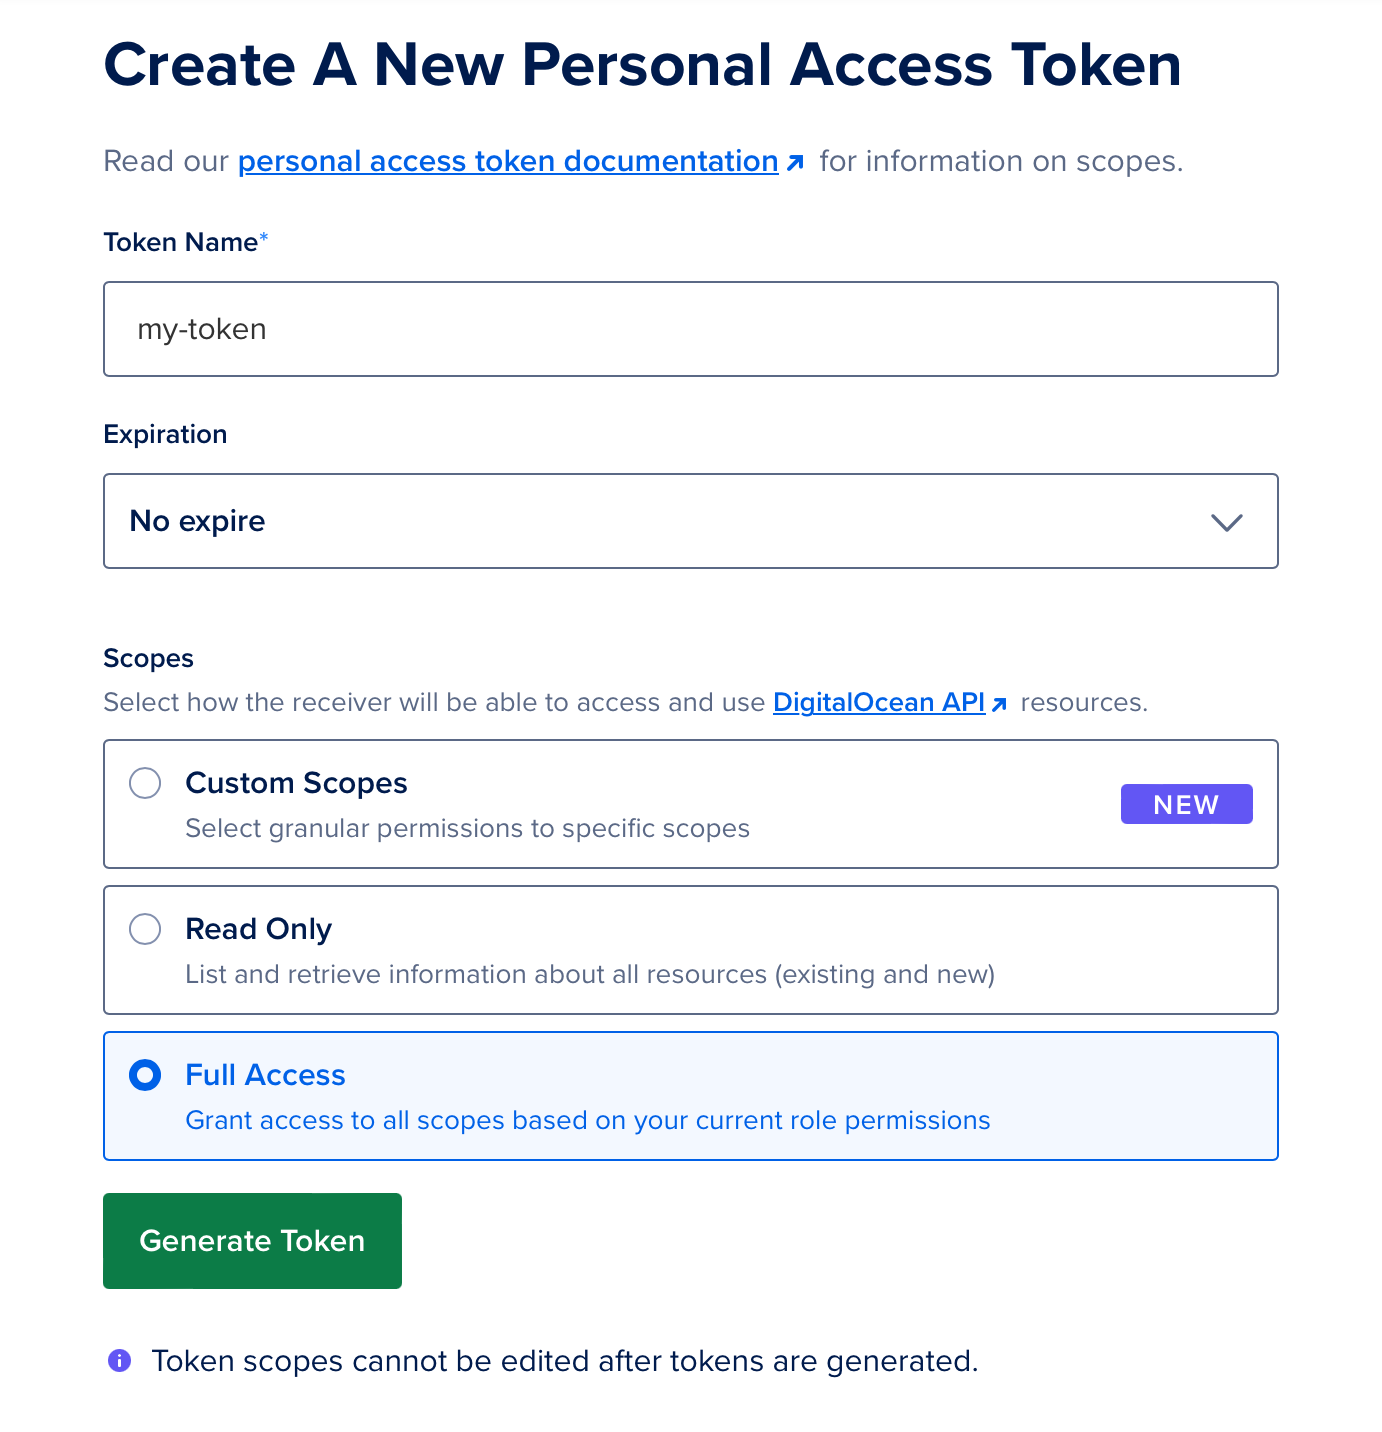 Create A New Personal Access Token
Read our personal access token documentation for information on scopes.
Token Name*
my-token
Expiration
No expire
Scopes
Select how the receiver will be able to access and use DigitalOcean API resources.
Custom Scopes
Select granular permissions to specific scopes
NEW
Read Only
List and retrieve information about all resources (existing and new)
Full Access
Grant access to all scopes based on your current role permissions
Generate Token
Token scopes cannot be edited after tokens are generated.